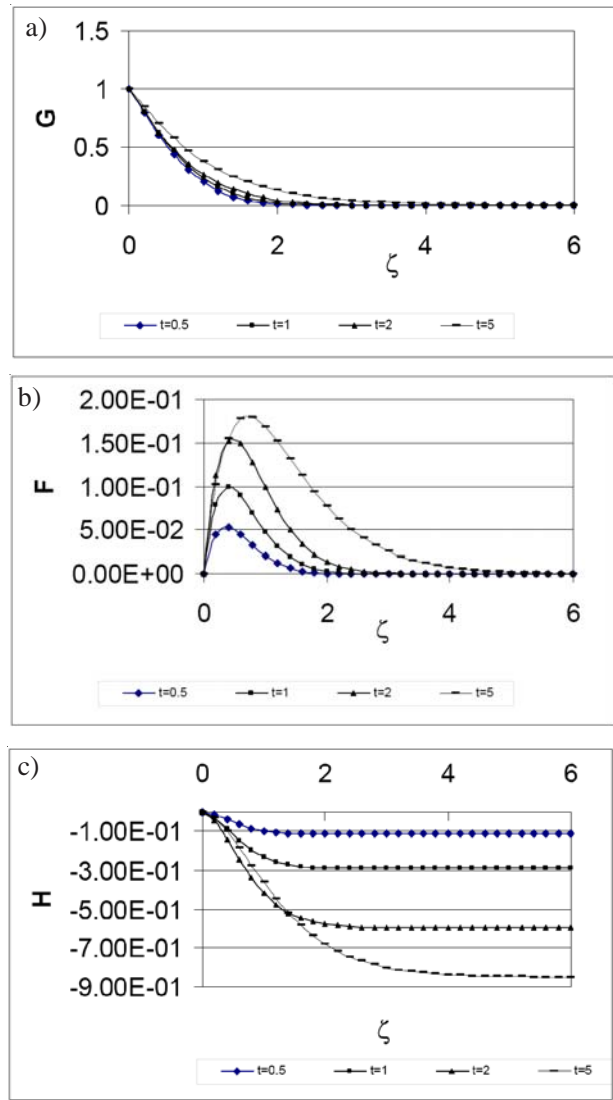 a)
1.5
1
0.5
0
G
0 2 4 6
ζ
t=0.5 t=1 t=2 t=5
b)
2.00E-01
1.50E-01
1.00E-01
5.00E-02
0.00E+00
F
0 2 4 6
ζ
t=0.5 t=1 t=2 t=5
c)
0 2 4 6
-1.00E-01
-3.00E-01
-5.00E-01
-7.00E-01
-9.00E-01
H
ζ
t=0.5 t=1 t=2 t=5